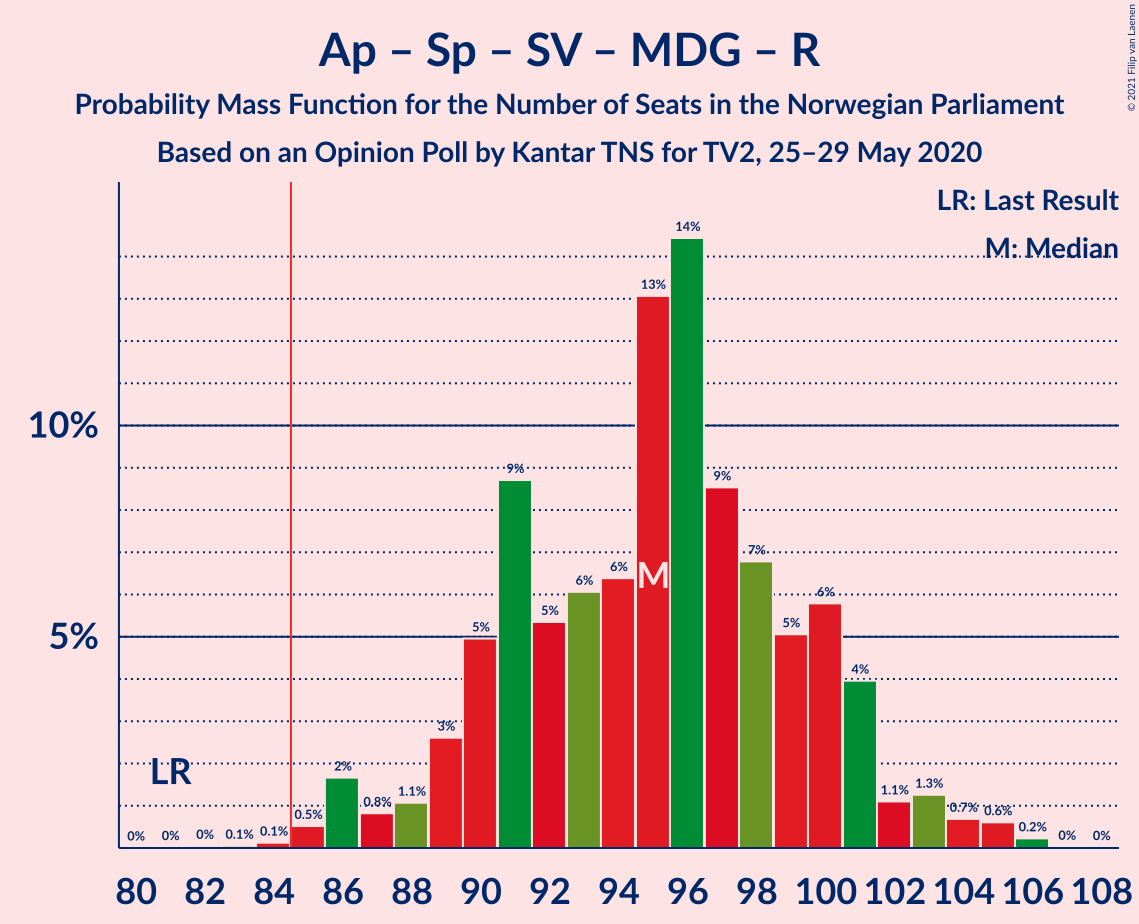 Ap – Sp – SV – MDG – R
Probability Mass Function for the Number of Seats in the Norwegian Parliament
Based on an Opinion Poll by Kantar TNS for TV2, 25–29 May 2020
© 2021 Filip van Laenen
LR: Last Result
M: Median
10%
5%
LR
M
0% 0% 0% 0.1% 0.1% 0.5% 2% 0.8% 1.1% 3% 5% 9% 5% 6% 6% 13% 14% 9% 7% 5% 6% 4% 1.1% 1.3% 0.7% 0.6% 0.2% 0% 0%
80 82 84 86 88 90 92 94 96 98 100 102 104 106 108